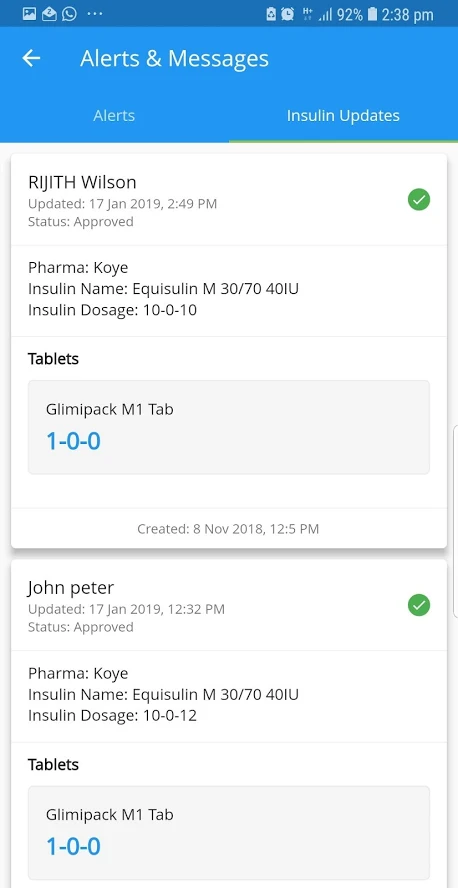 92% 2:38 pm
Alerts & Messages
Alerts Insulin Updates
RIJITH Wilson
Updated: 17 Jan 2019, 2:49 PM
Status: Approved
Pharma: Koye
Insulin Name: Equisulin M 30/70 40IU
Insulin Dosage: 10-0-10
Tablets
Glimipack M1 Tab
1-0-0
Created: 8 Nov 2018, 12:5 PM
John peter
Updated: 17 Jan 2019, 12:32 PM
Status: Approved
Pharma: Koye
Insulin Name: Equisulin M 30/70 40IU
Insulin Dosage: 10-0-12
Tablets
Glimipack M1 Tab
1-0-0